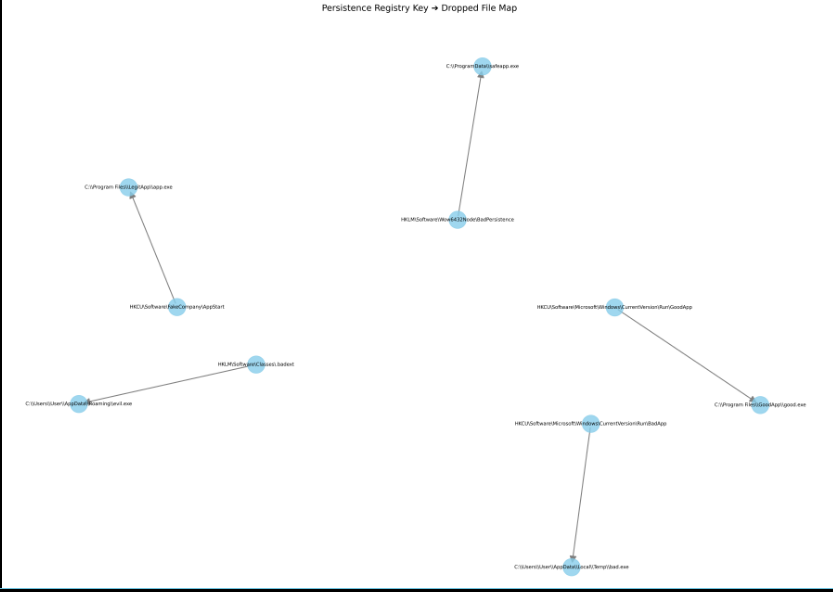 Persistence Registry Key ➔ Dropped File Map
C:\\ProgramData\\safeapp.exe
C:\\Program Files\\LegitApp\\app.exe
HKLM\Software\Wow6432Node\BadPersistence
HKCU\Software\FakeCompany\AppStart
HKCU\Software\Microsoft\Windows\CurrentVersion\Run\GoodApp
HKLM\Software\Classes\.badext
C:\\Users\\User\\AppData\\Roaming\\evil.exe
C:\\Program Files\\GoodApp\\good.exe
HKCU\Software\Microsoft\Windows\CurrentVersion\Run\BadApp
C:\\Users\\User\\AppData\\Local\\Temp\\bad.exe